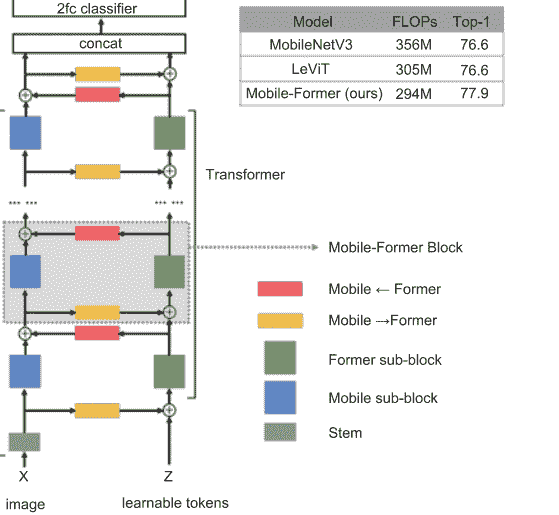 2fc classifier
concat
Model FLOPs Top-1
MobileNetV3 356M 76.6
LeViT 305M 76.6
Mobile-Former (ours) 294M 77.9
Transformer
*** *** *** ***
Mobile-Former Block
Mobile ← Former
Mobile →Former
Former sub-block
Mobile sub-block
Stem
X Z
image learnable tokens